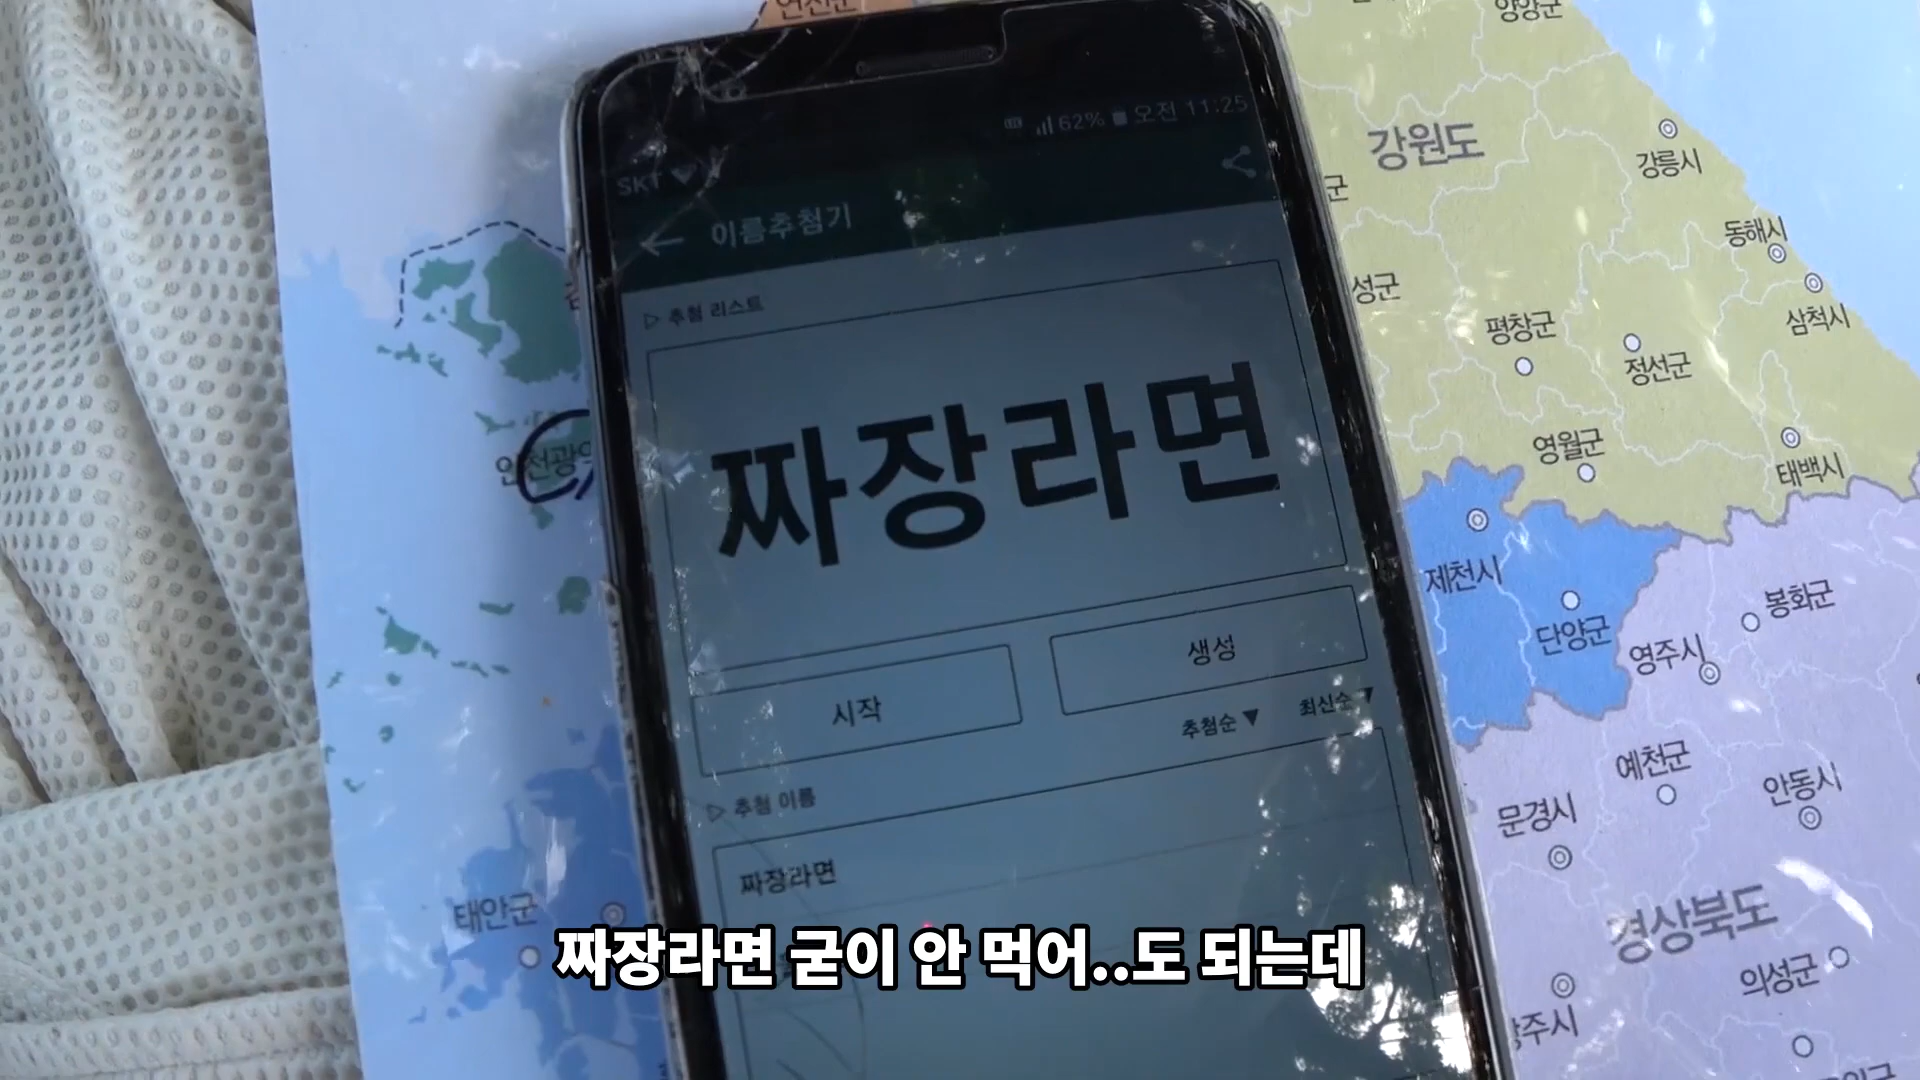 양양군
62% 오전 11:25
SKT
이름추첨기
▷ 추첨 리스트
짜장라면
시작
생성
추첨순▼ 최신순▼
▷ 추첨 이름
짜장라면
강원도
강릉시
동해시
삼척시
평창군
정선군
영월군
태백시
제천시
단양군
봉화군
영주시
예천군
안동시
문경시
경상북도
의성군
태안군
짜장라면 굳이 안 먹어..도 되는데